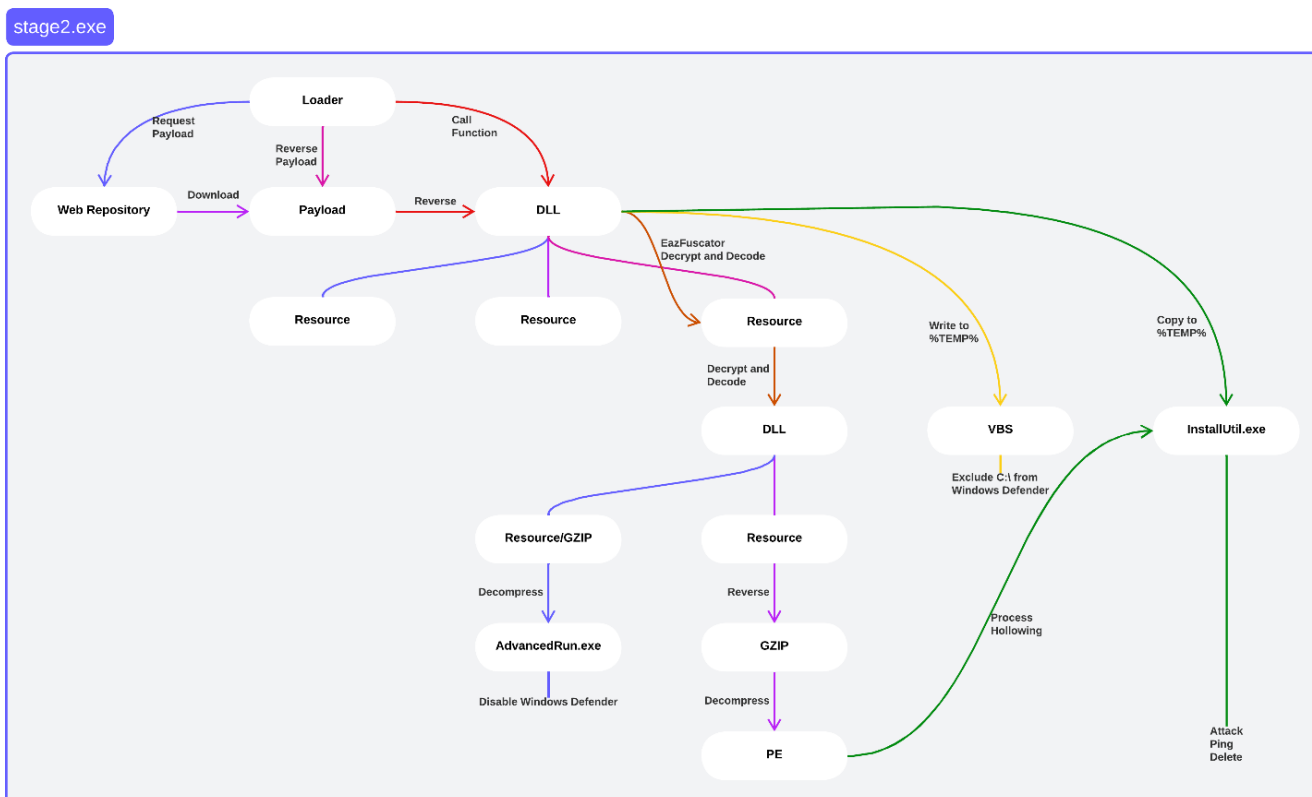 stage2.exe
Loader
Request
Payload
Call
Function
Reverse
Payload
Web Repository
Download
Payload
Reverse
DLL
EazFuscator
Decrypt and Decode
Resource
Resource
Resource
Write to
%TEMP%
Copy to
%TEMP%
Decrypt and
Decode
DLL
VBS
InstallUtil.exe
Exclude C:\ from
Windows Defender
Resource/GZIP
Resource
Decompress
Reverse
Process
Hollowing
AdvancedRun.exe
GZIP
Disable Windows Defender
Decompress
PE
Attack
Ping
Delete